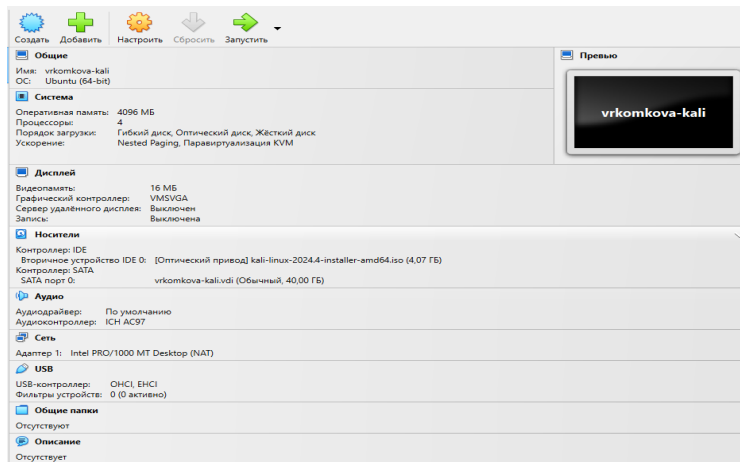 Создать Добавить Настроить Сбросить Запустить
Общие
Имя: vrkomkova-kali
ОС: Ubuntu (64-bit)
Превью
vrkomkova-kali
Система
Оперативная память: 4096 МБ
Процессоры: 4
Порядок загрузки: Гибкий диск, Оптический диск, Жёсткий диск
Ускорение: Nested Paging, Паравиртуализация KVM
Дисплей
Видеопамять: 16 МБ
Графический контроллер: VMSVGA
Сервер удалённого дисплея: Выключен
Запись: Выключена
Носители
Контроллер: IDE
Вторичное устройство IDE 0: [Оптический привод] kali-linux-2024.4-installer-amd64.iso (4,07 ГБ)
Контроллер: SATA
SATA порт 0: vrkomkova-kali.vdi (Обычный, 40,00 ГБ)
Аудио
Аудиодрайвер: По умолчанию
Аудиоконтроллер: ICH AC97
Сеть
Адаптер 1: Intel PRO/1000 MT Desktop (NAT)
USB
USB-контроллер: OHCI, EHCI
Фильтры устройств: 0 (0 активно)
Общие папки
Отсутствуют
Описание
Отсутствует